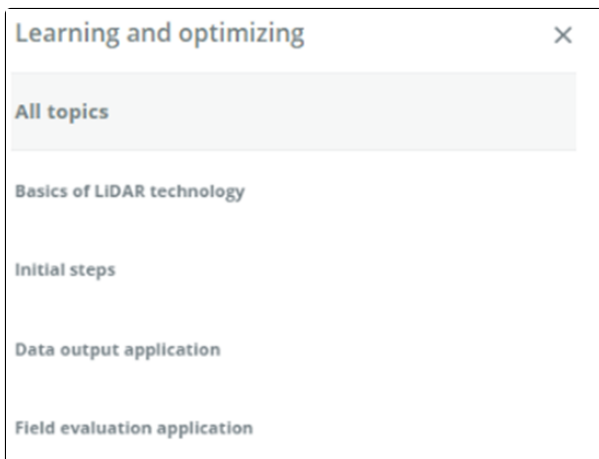 Learning and optimizing
All topics
Basics of LiDAR technology
Initial steps
Data output application
Field evaluation application